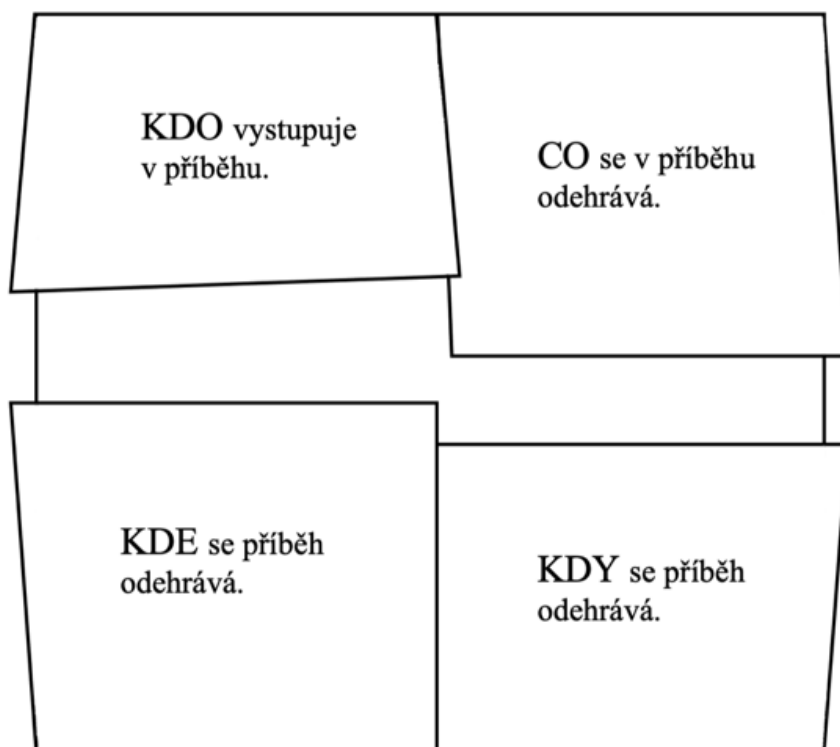 KDO vystupuje
v příběhu.
CO se v příběhu
odehrává.
KDE se příběh
odehrává.
KDY se příběh
odehrává.